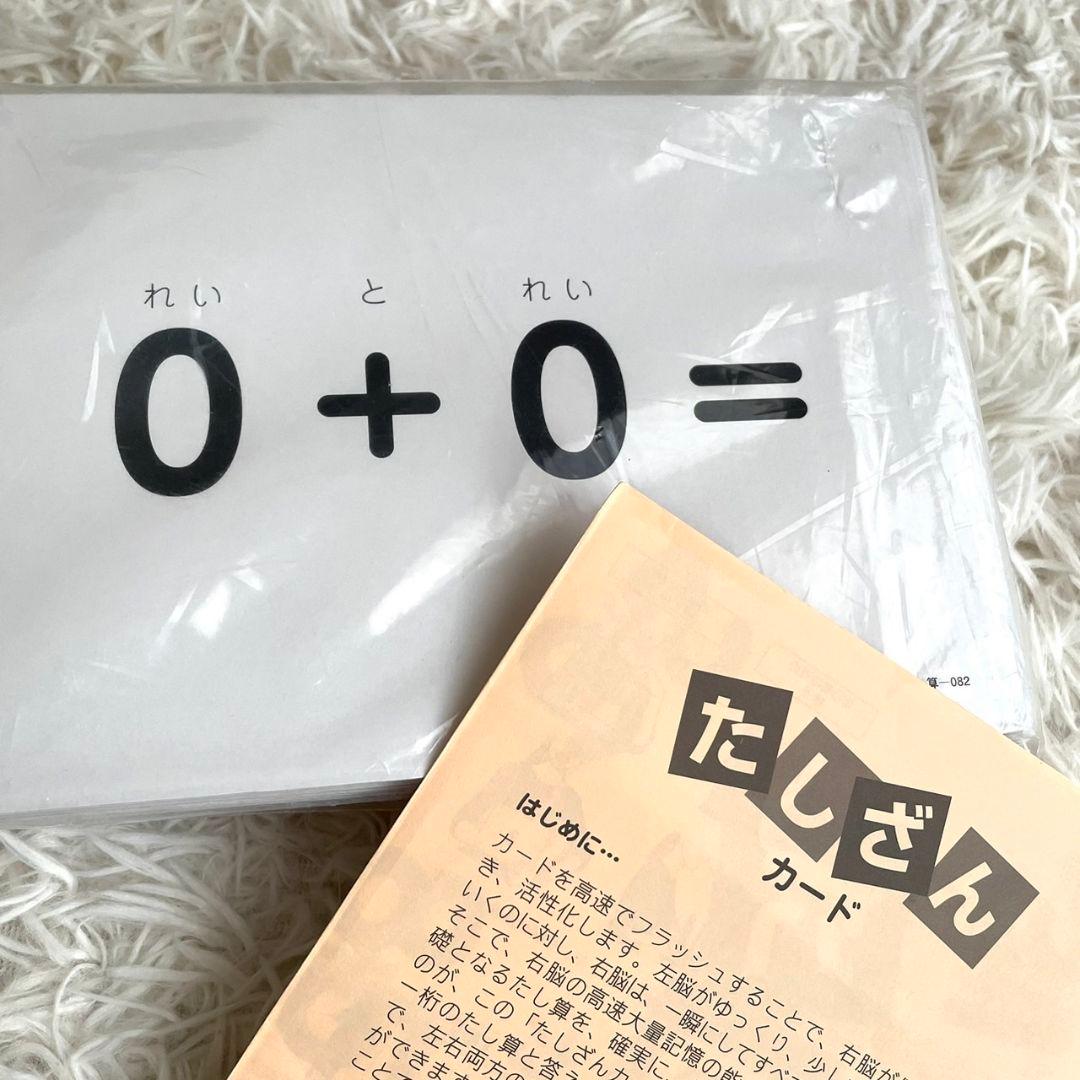 れい と れい
0 + 0 =
算-082
たしざん
カード
はじめに…
カードを高速でフラッシュすることで、右脳が
き、活性化します。左脳がゆっくり、少し
いくのに対し、右脳は、一瞬にしてすべ
そこで、右脳の高速大量記憶の能
礎となるたし算を、確実に
のが、この「たしざんカ
一桁のたし算と答え
で、左右両方の
ができます
こと